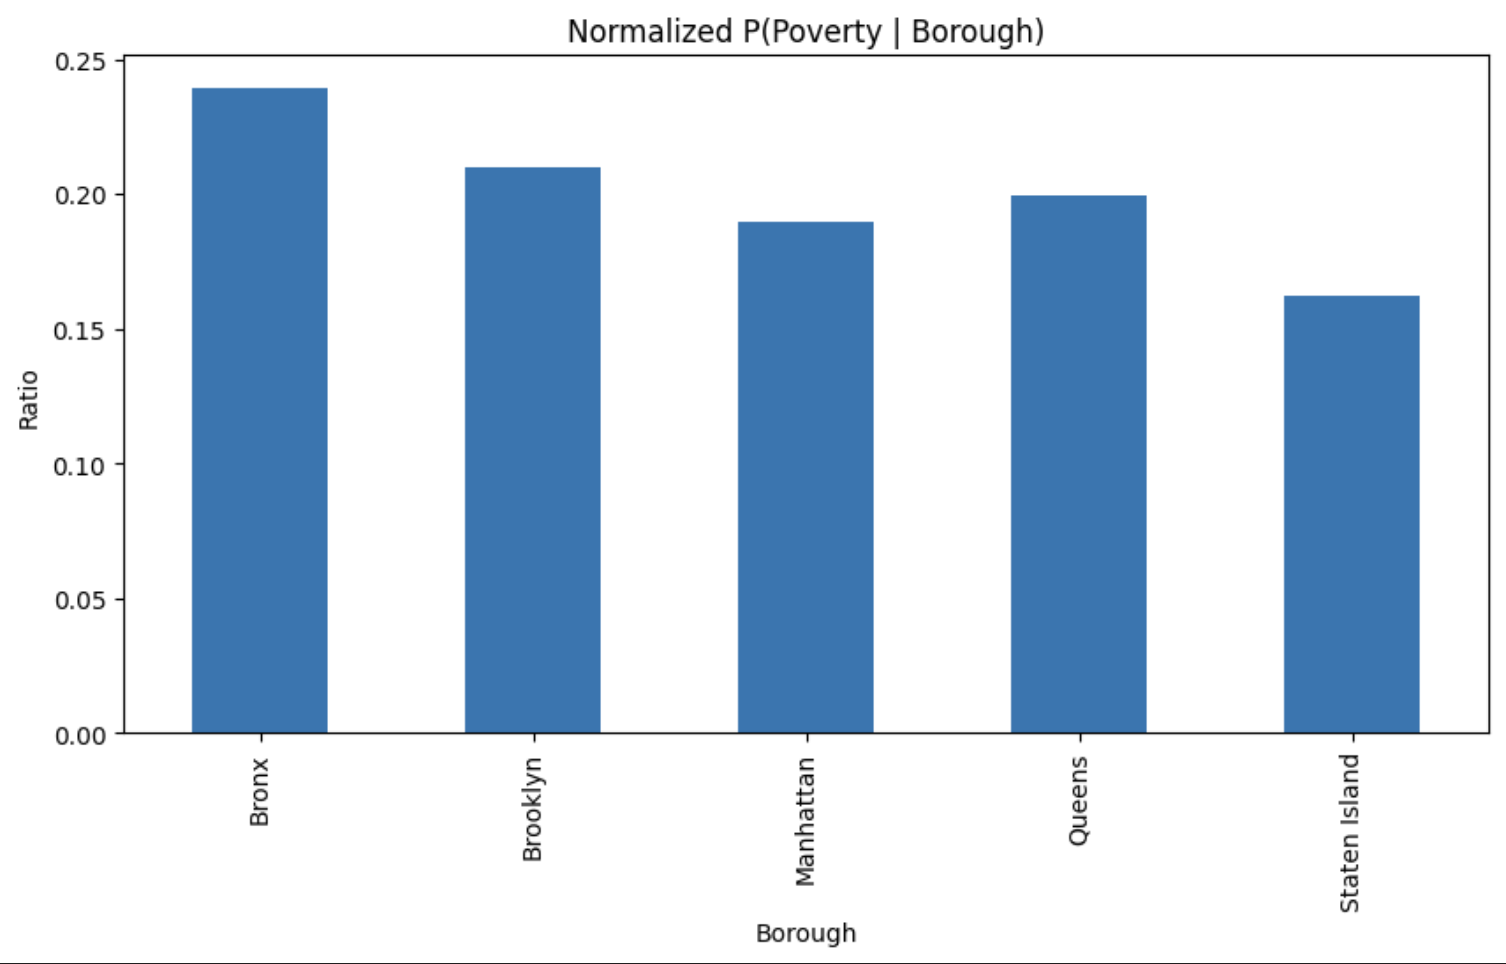 Normalized P(Poverty | Borough)
0.25
0.20
0.15
0.10
0.05
0.00
Ratio
Bronx
Brooklyn
Manhattan
Queens
Staten Island
Borough